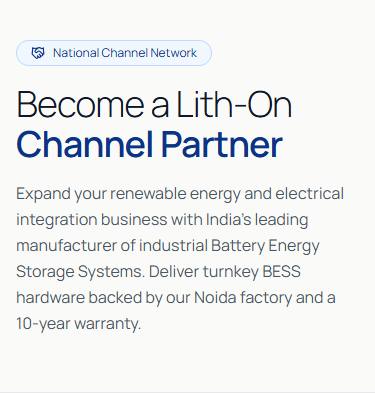 National Channel Network
Become a Lith-On
Channel Partner
Expand your renewable energy and electrical
integration business with India's leading
manufacturer of industrial Battery Energy
Storage Systems. Deliver turnkey BESS
hardware backed by our Noida factory and a
10-year warranty.